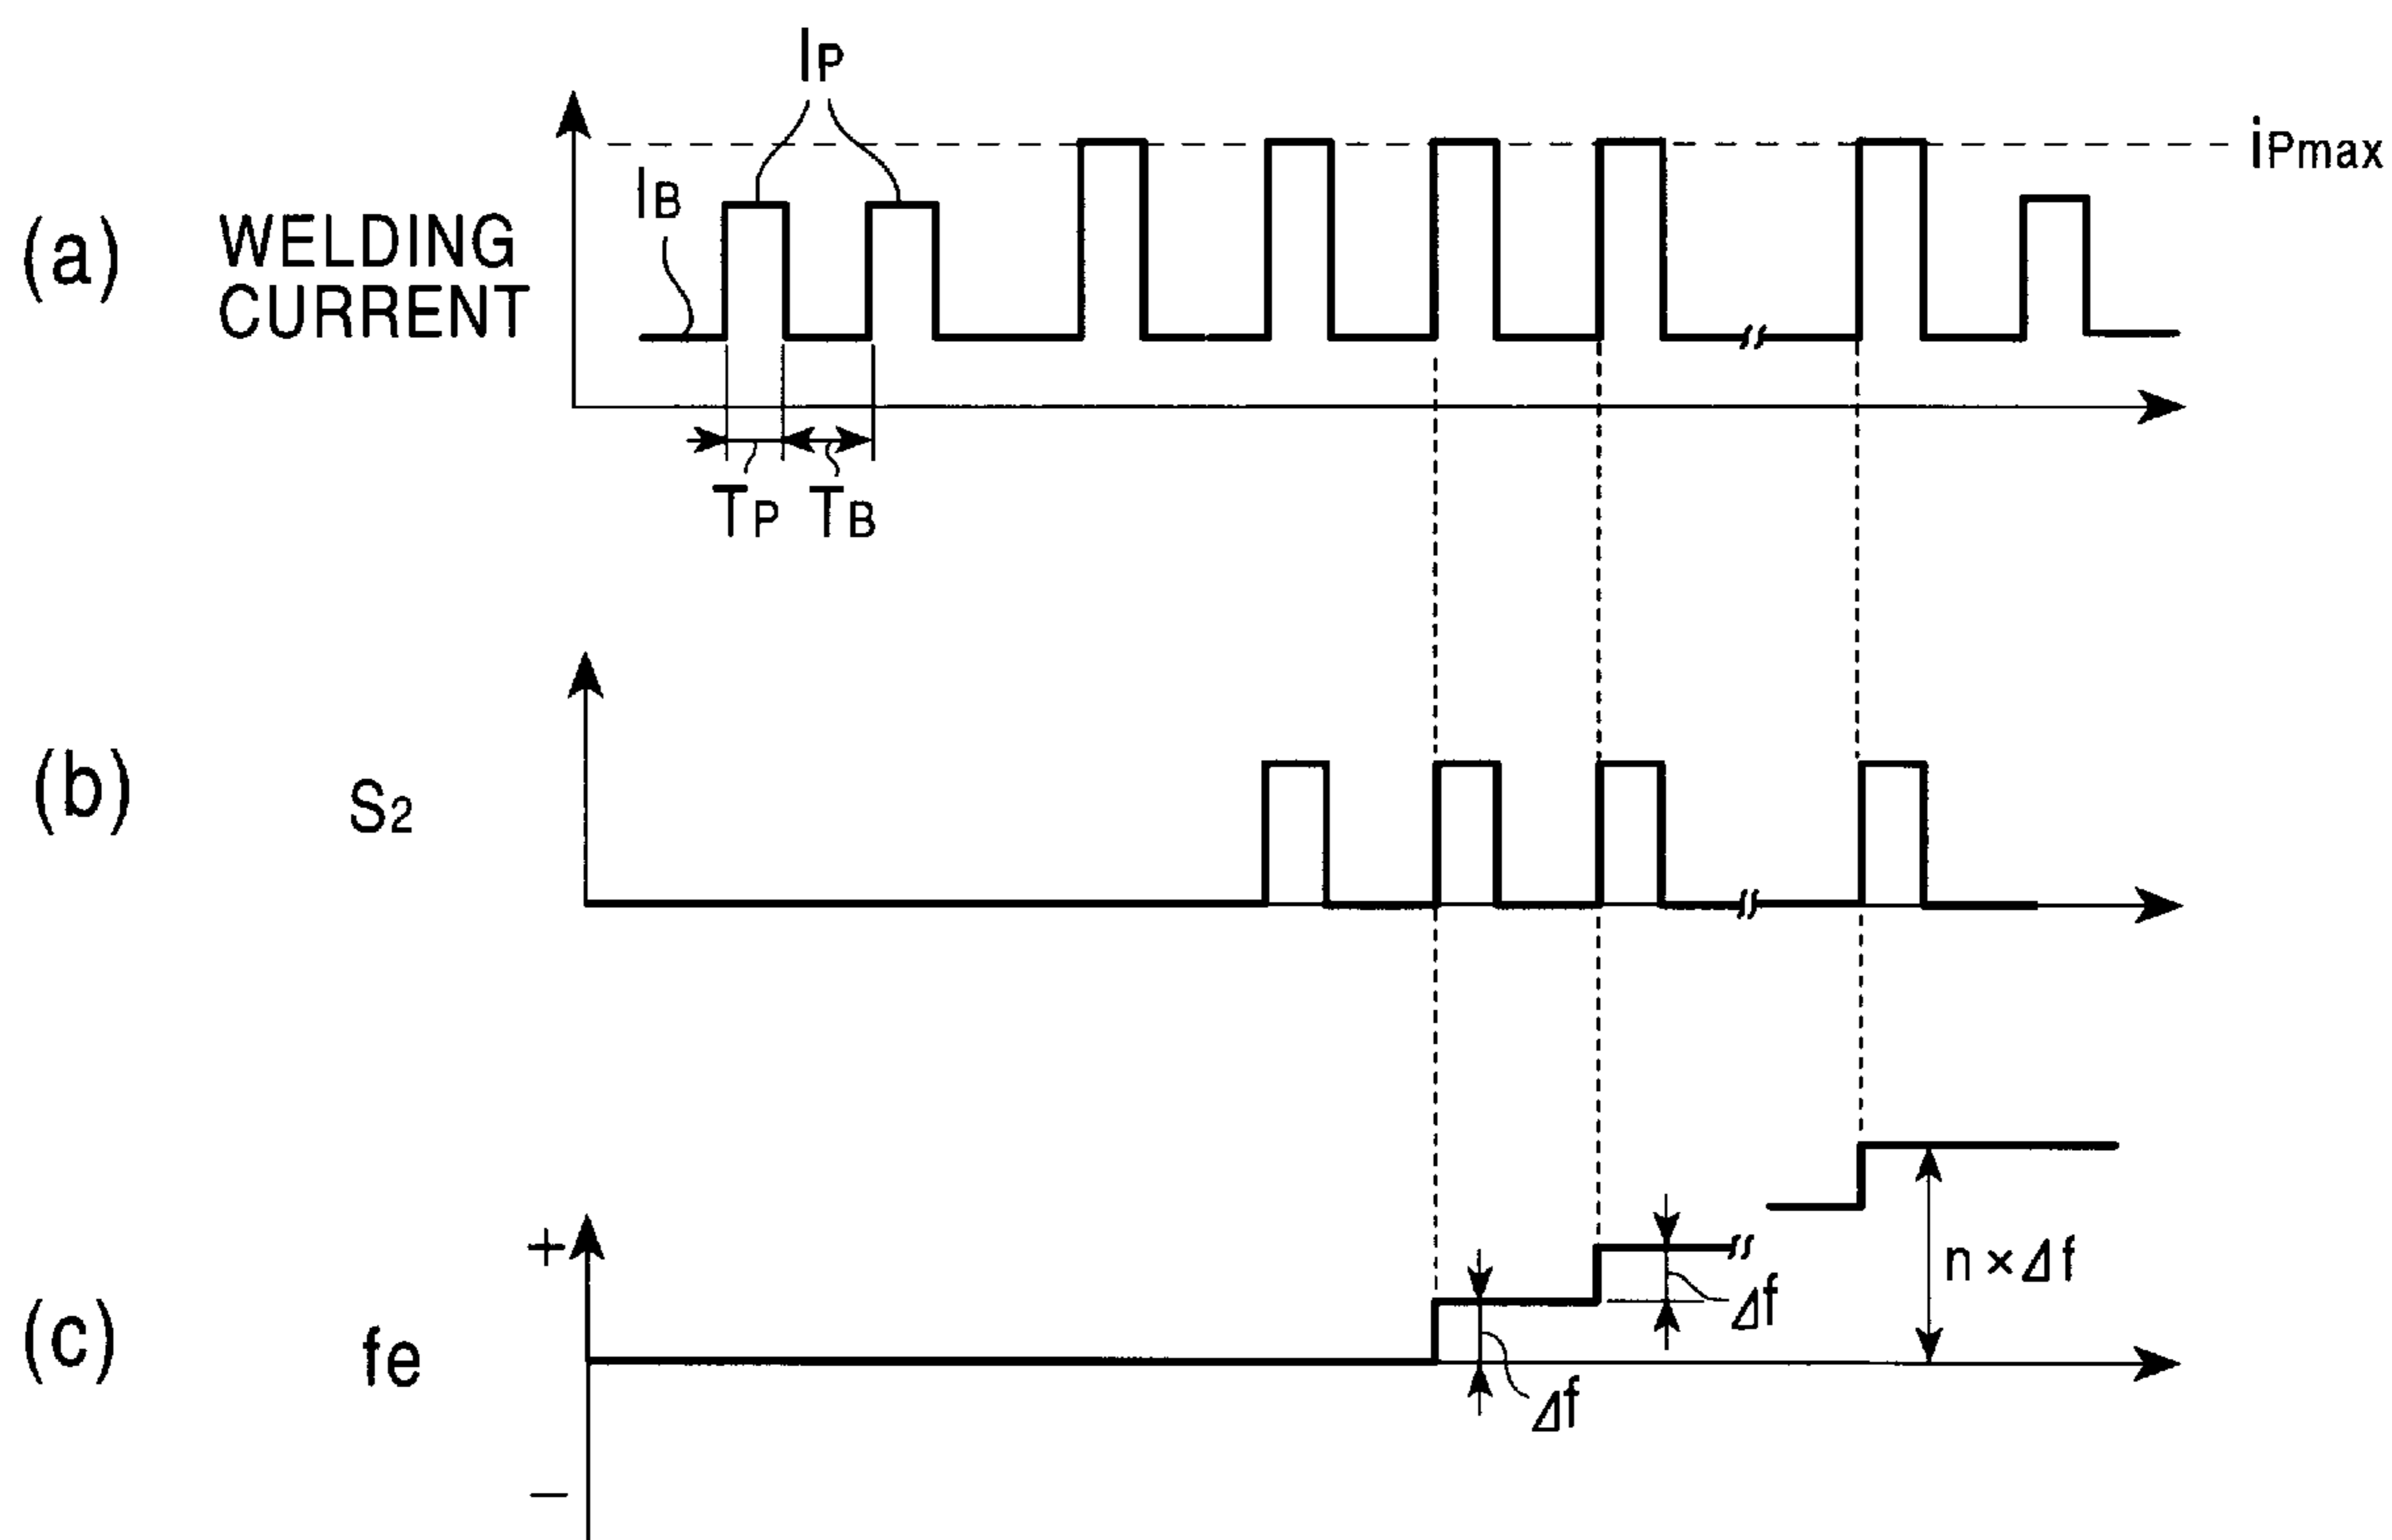 IP
iPmax
IB
(a) WELDING
CURRENT
TP TB
(b) S2
+
n×Δf
Δf
(c) fe
Δf
−